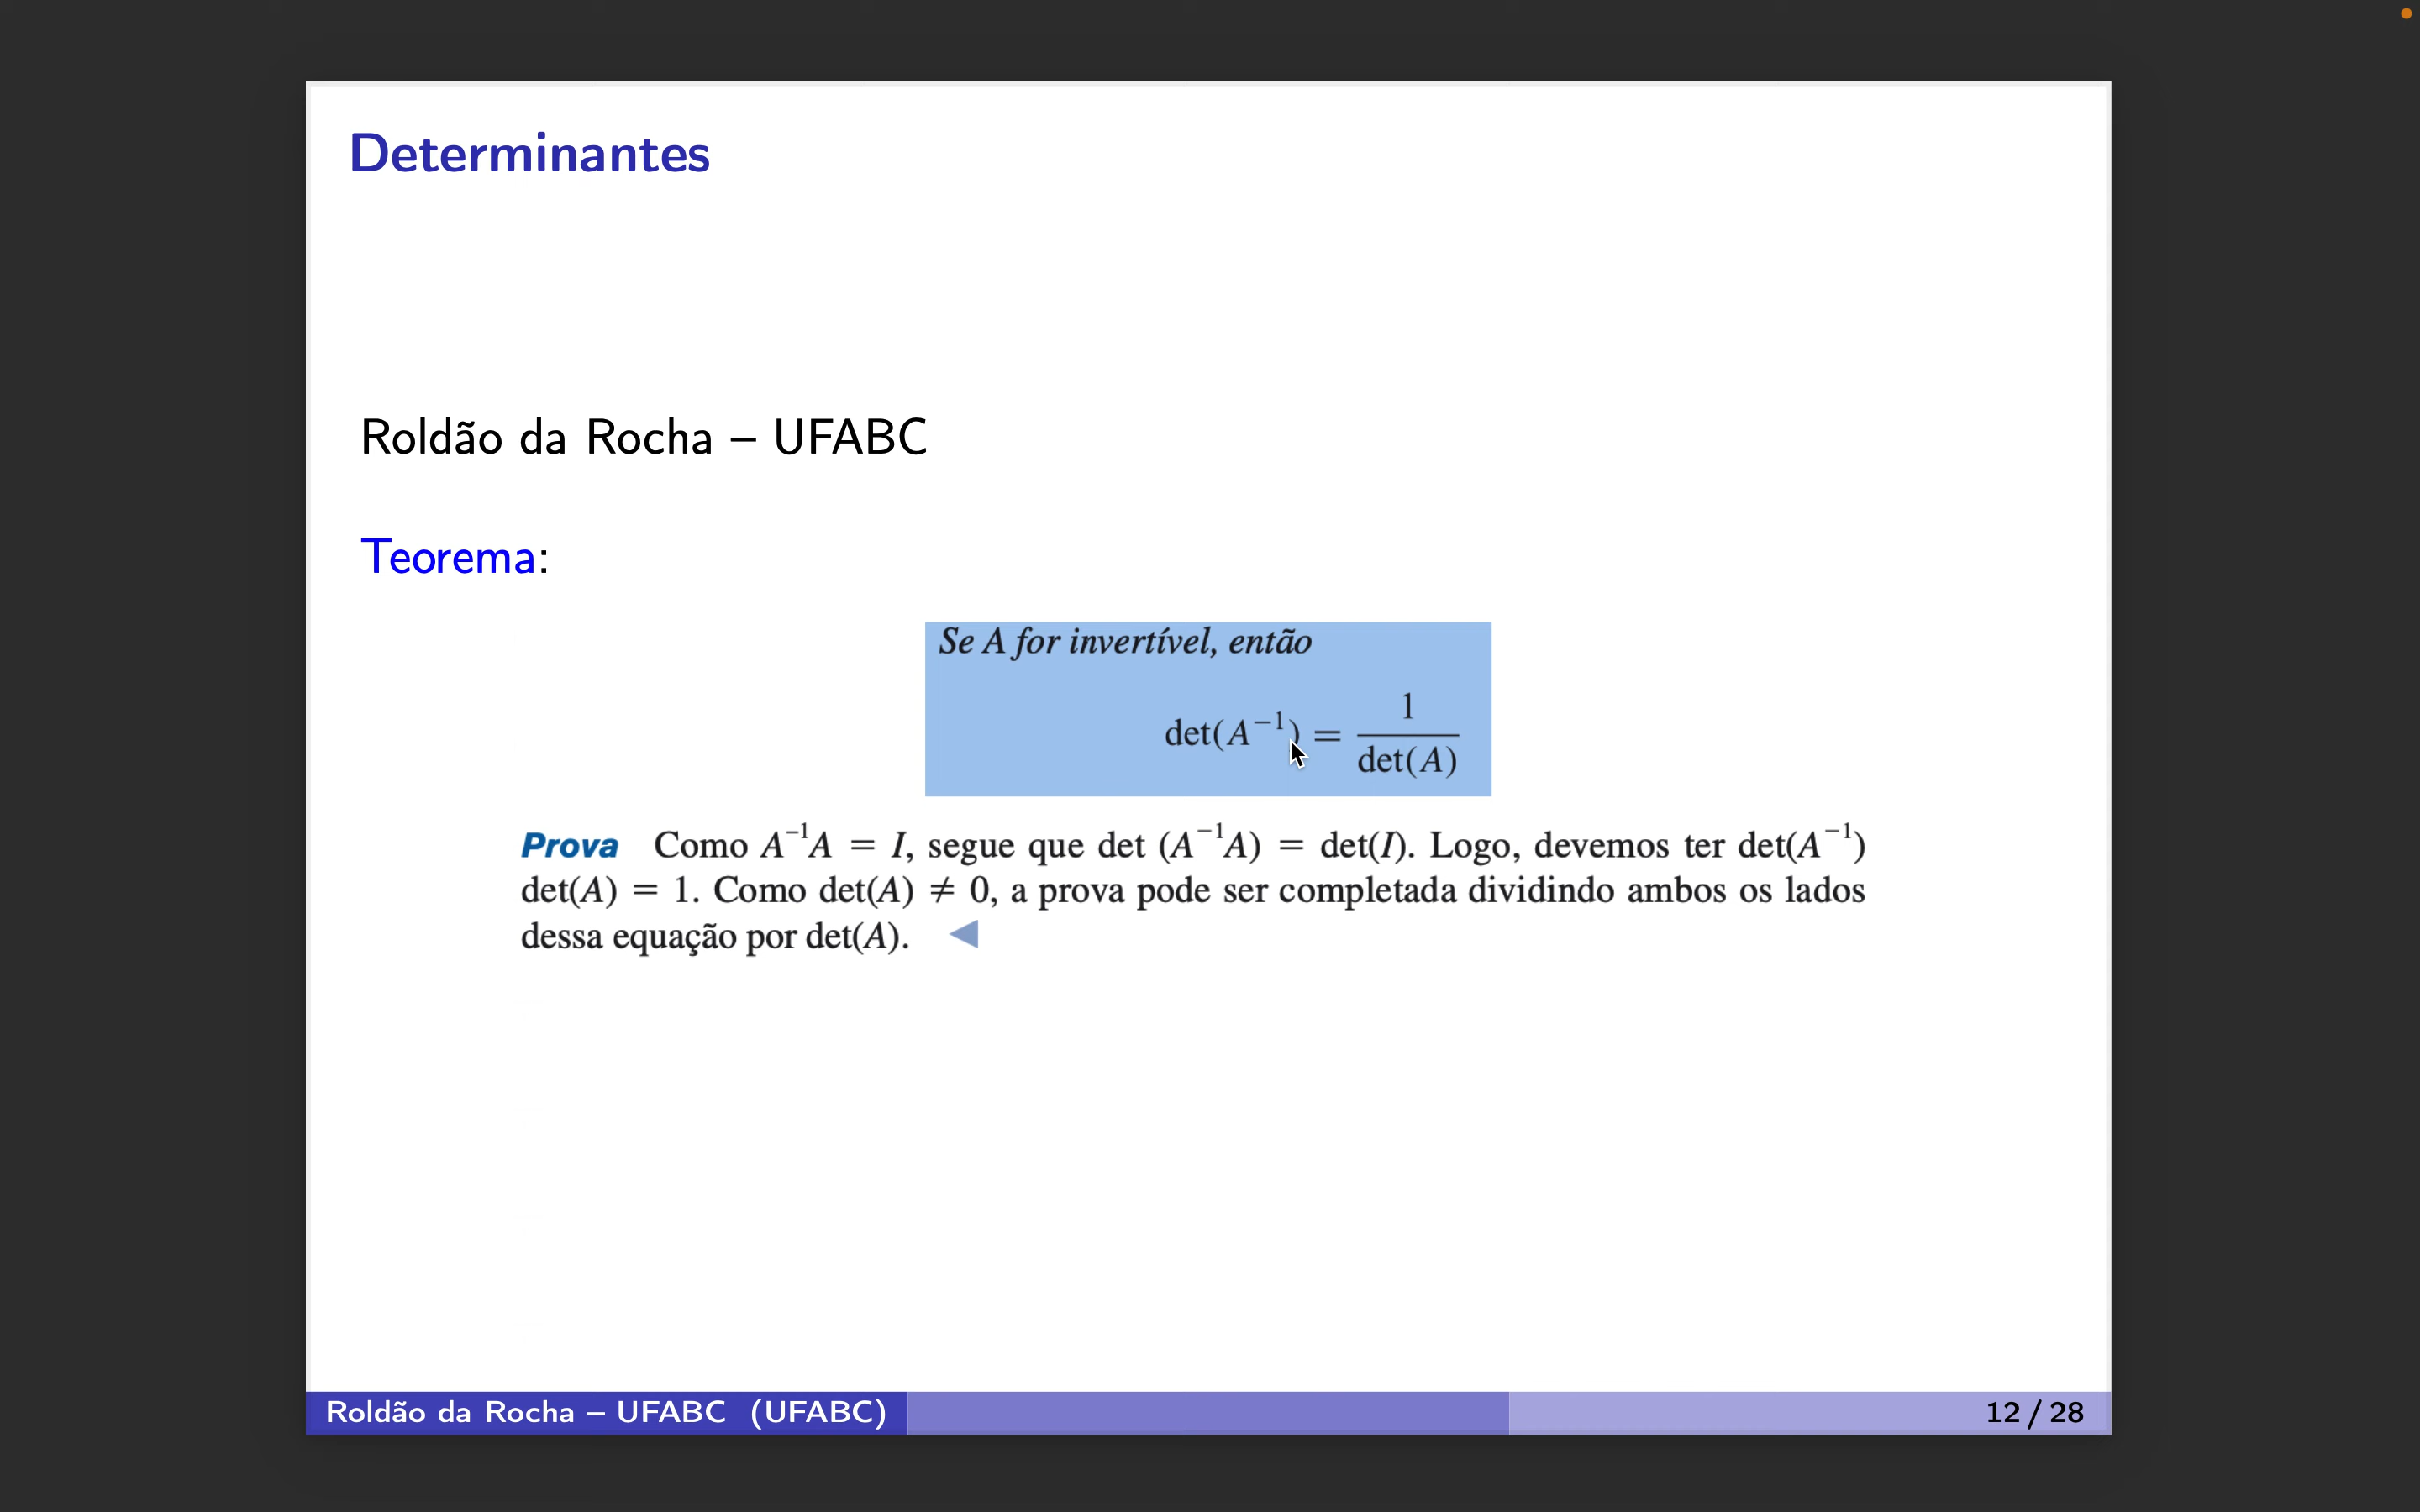 Determinantes
Roldão da Rocha – UFABC
Teorema:
Se A for invertível, então
det(A⁻¹) = 1 / det(A)
Prova Como A⁻¹A = I, segue que det (A⁻¹A) = det(I). Logo, devemos ter det(A⁻¹)
det(A) = 1. Como det(A) ≠ 0, a prova pode ser completada dividindo ambos os lados
dessa equação por det(A).
Roldão da Rocha – UFABC (UFABC)
12 / 28